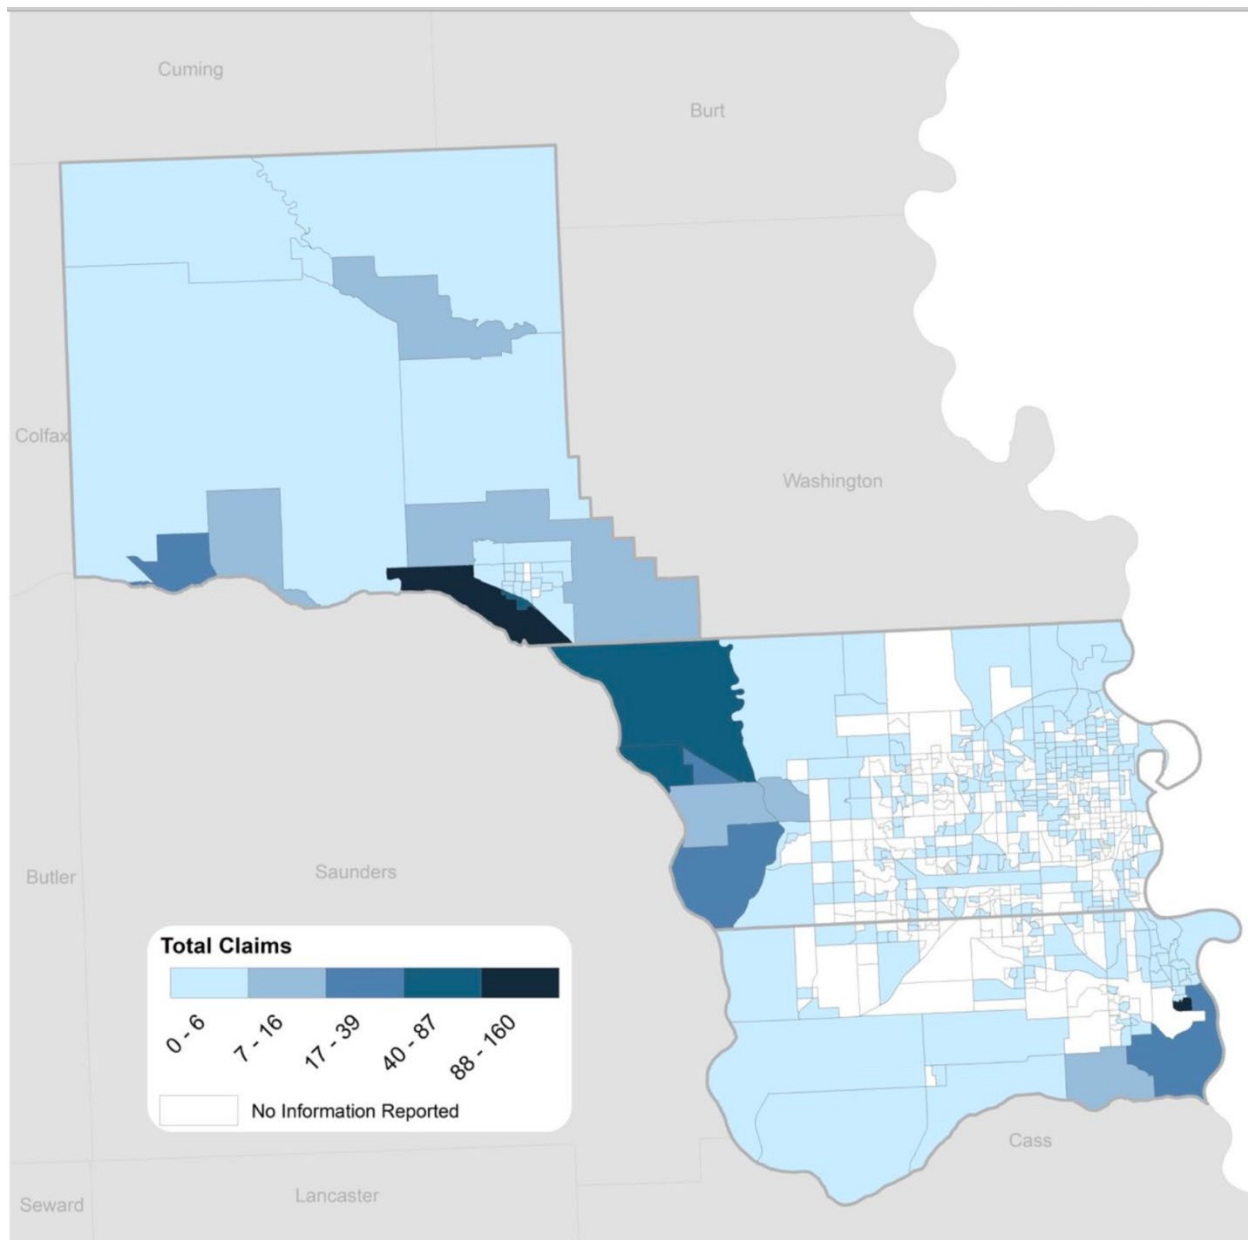 Cuming
Burt
Colfax
Washington
Butler
Saunders
Total Claims
0 - 6
7 - 16
17 - 39
40 - 87
88 - 160
No Information Reported
Cass
Seward
Lancaster